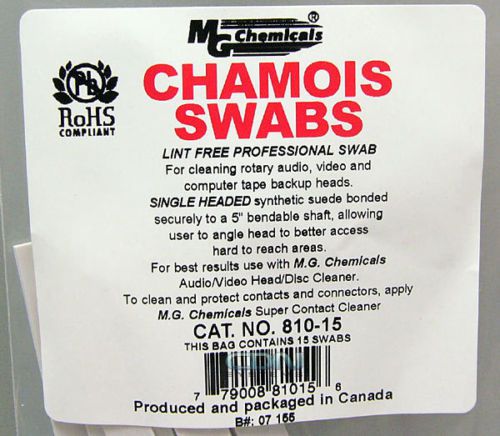 MG Chemicals®
Pb
RoHS
COMPLIANT
CHAMOIS
SWABS
LINT FREE PROFESSIONAL SWAB
For cleaning rotary audio, video and
computer tape backup heads.
SINGLE HEADED synthetic suede bonded
securely to a 5" bendable shaft, allowing
user to angle head to better access
hard to reach areas.
For best results use with M.G. Chemicals
Audio/Video Head/Disc Cleaner.
To clean and protect contacts and connectors, apply
M.G. Chemicals Super Contact Cleaner
CAT. NO. 810-15
THIS BAG CONTAINS 15 SWABS
7 79008 81015 6
Produced and packaged in Canada
B#; 07 155